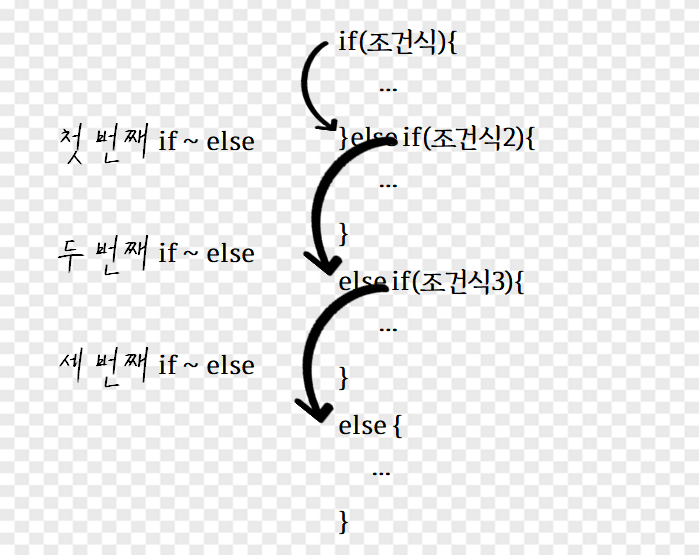 if(조건식){
...
첫 번째 if ~ else
}else if(조건식2){
...
}
두 번째 if ~ else
else if(조건식3){
...
세 번째 if ~ else
}
else {
...
}